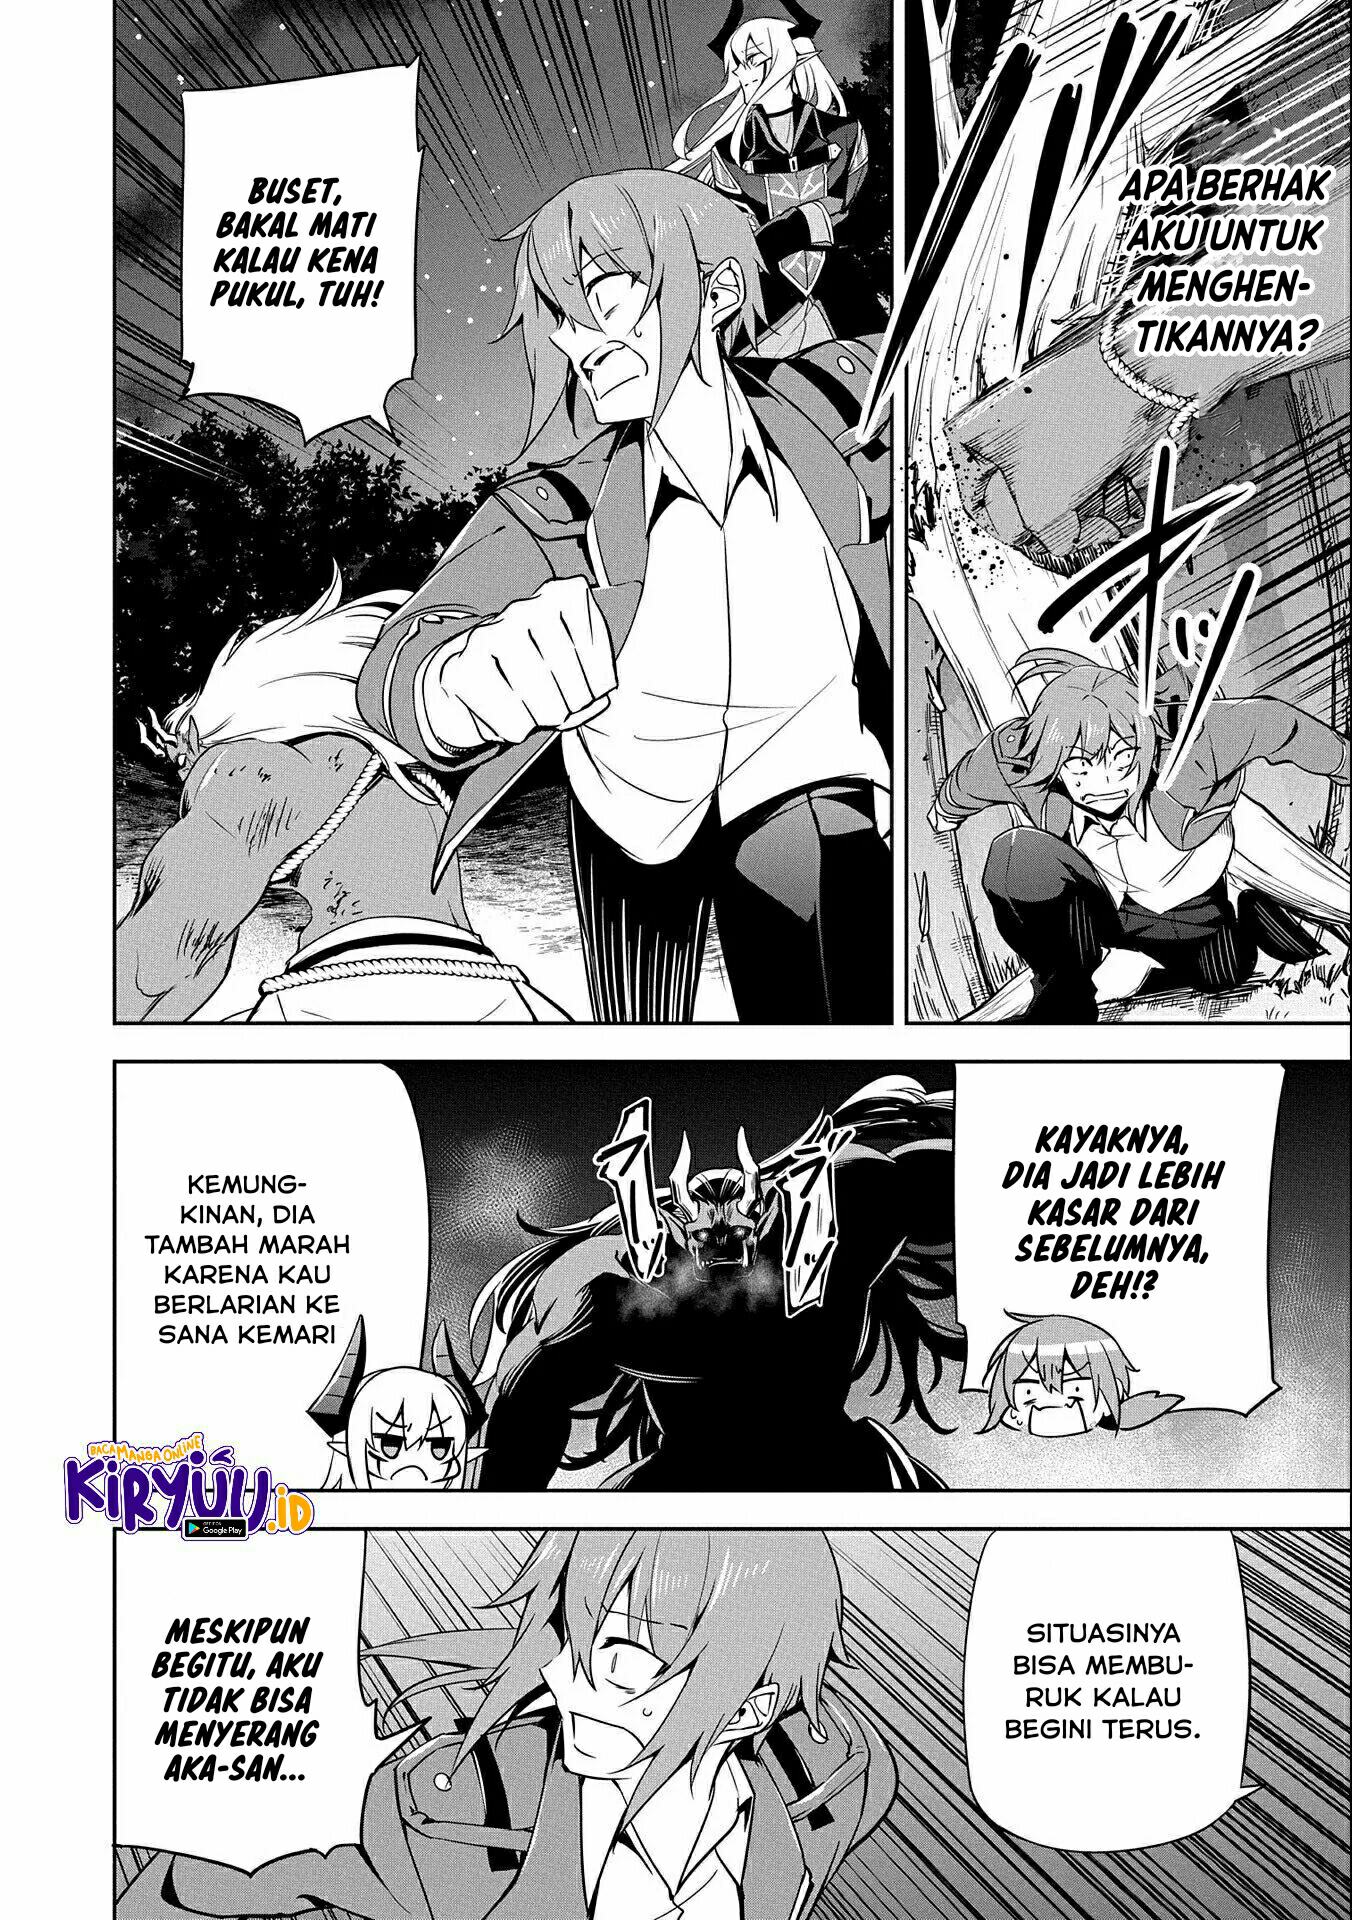 APA BERHAK
AKU UNTUK
MENGHEN-
TIKANNYA?
BUSET,
BAKAL MATI
KALAU KENA
PUKUL, TUH!
KAYAKNYA,
DIA JADI LEBIH
KASAR DARI
SEBELUMNYA,
DEH!?
KEMUNG-
KINAN, DIA
TAMBAH MARAH
KARENA KAU
BERLARIAN KE
SANA KEMARI
SITUASINYA
BISA MEMBU-
RUK KALAU
BEGINI TERUS.
MESKIPUN
BEGITU, AKU
TIDAK BISA
MENYERANG
AKA-SAN...
BACA MANGA ONLINE
KIRYUU.ID
Google Play